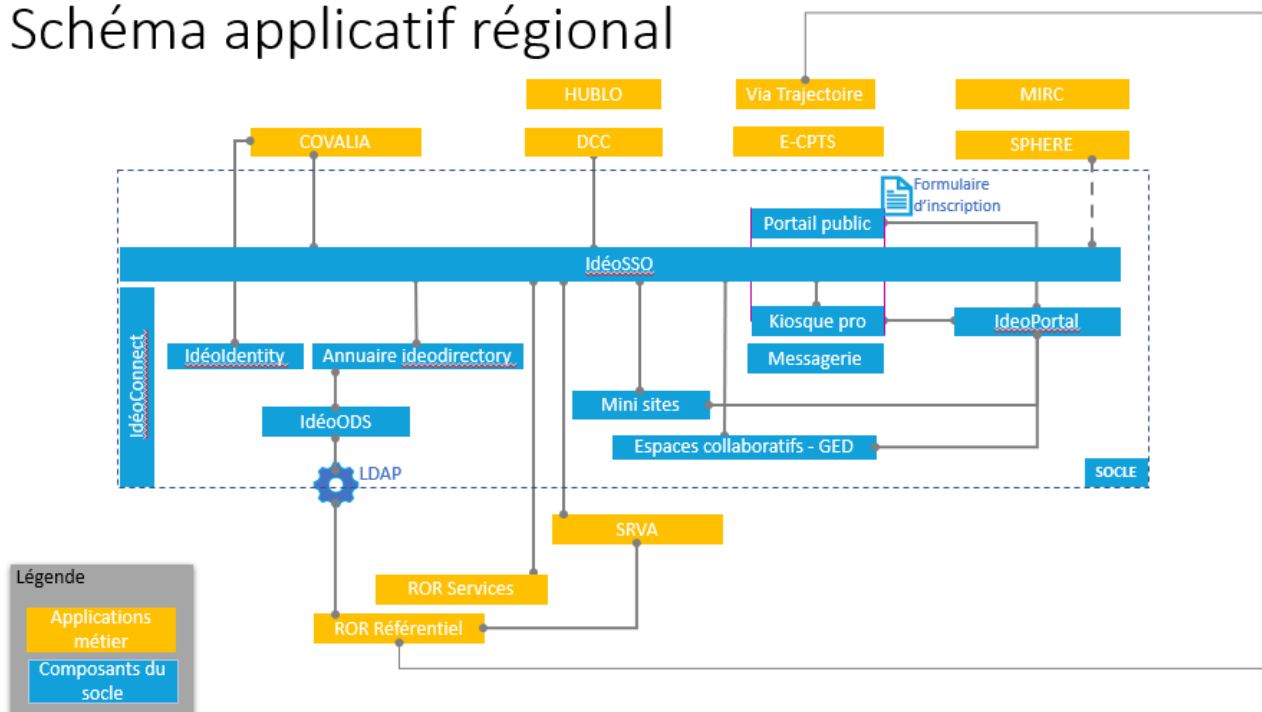 Schéma applicatif régional
HUBLO
Via Trajectoire
MIRC
COVALIA
DCC
E-CPTS
SPHERE
Formulaire
d'inscription
Portail public
IdéoSSO
IdéoConnect
Kiosque pro
IdeoPortal
IdéoIdentity
Annuaire ideodirectory
Messagerie
Mini sites
IdéoODS
Espaces collaboratifs - GED
LDAP
SOCLE
SRVA
Légende
ROR Services
Applications
métier
ROR Référentiel
Composants du
socle